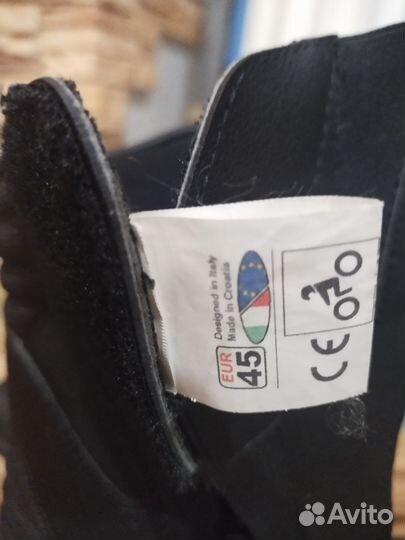 Designed in Italy
Made in Croatia
EUR
45
CE
Avito